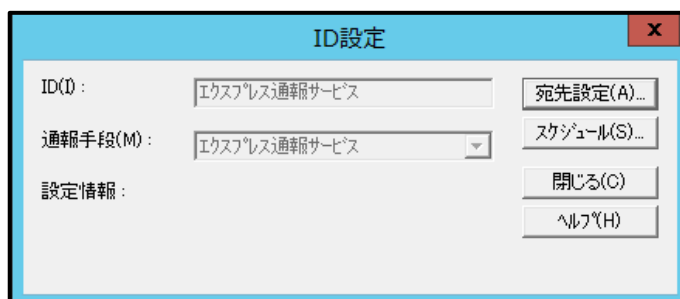 ID設定
x
ID(I)： ｴｸｽﾌﾟﾚｽ通報ｻｰﾋﾞｽ 宛先設定(A)...
通報手段(M)： ｴｸｽﾌﾟﾚｽ通報ｻｰﾋﾞｽ ｽｹｼﾞｭｰﾙ(S)...
設定情報： 閉じる(C)
ﾍﾙﾌﾟ(H)